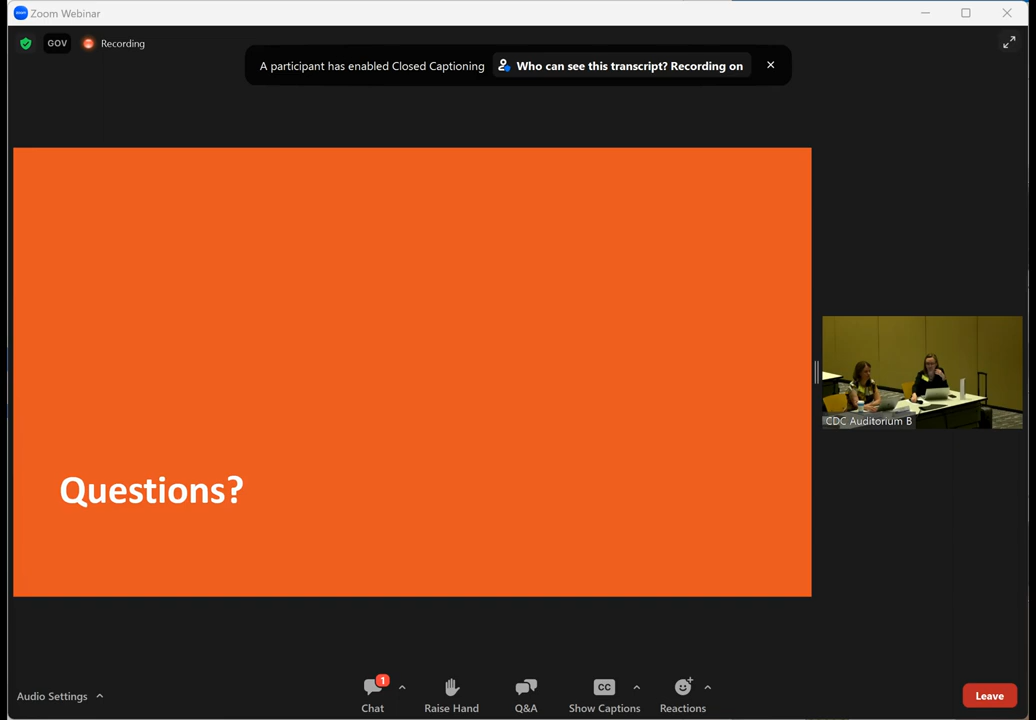 Zoom Webinar
GOV
Recording
A participant has enabled Closed Captioning
Who can see this transcript? Recording on
Questions?
CDC Auditorium B
Audio Settings
1
Chat
Raise Hand
Q&A
CC
Show Captions
Reactions
Leave